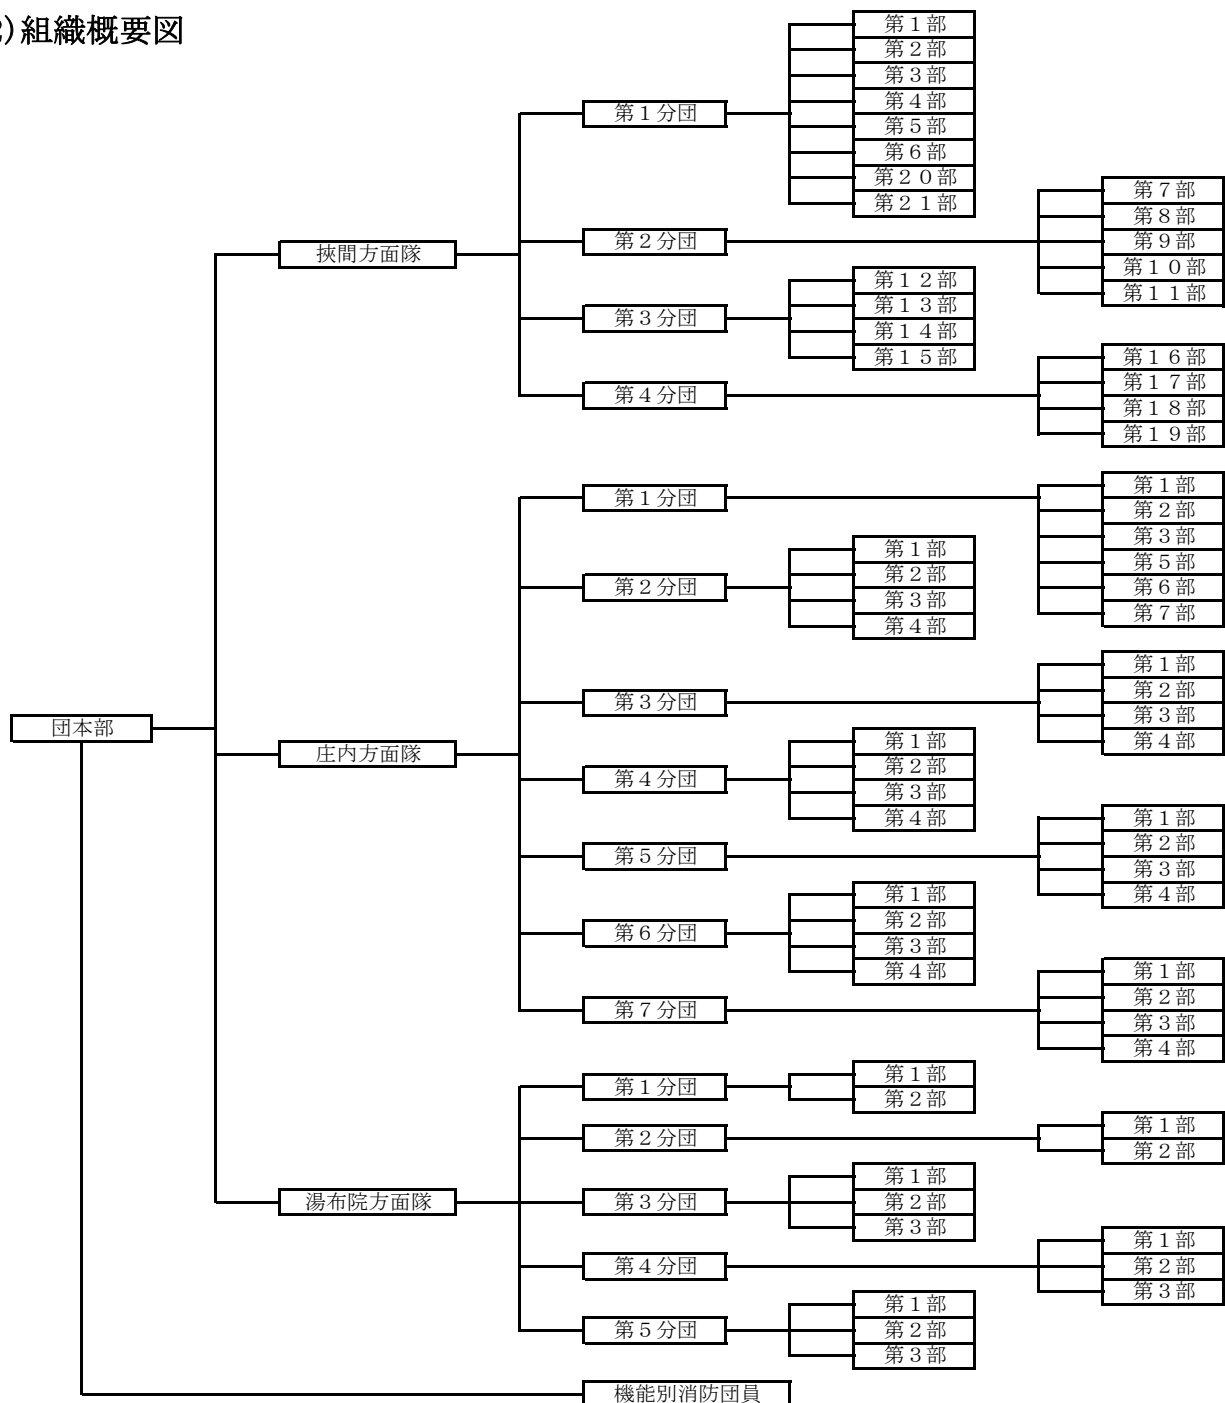 2)組織概要図
団本部
挾間方面隊
第１分団
第１部
第２部
第３部
第４部
第５部
第６部
第２０部
第２１部
第２分団
第７部
第８部
第９部
第１０部
第１１部
第３分団
第１２部
第１３部
第１４部
第１５部
第４分団
第１６部
第１７部
第１８部
第１９部
庄内方面隊
第１分団
第１部
第２部
第３部
第５部
第６部
第７部
第２分団
第１部
第２部
第３部
第４部
第３分団
第１部
第２部
第３部
第４部
第４分団
第１部
第２部
第３部
第４部
第５分団
第１部
第２部
第３部
第４部
第６分団
第１部
第２部
第３部
第４部
第７分団
第１部
第２部
第３部
第４部
湯布院方面隊
第１分団
第１部
第２部
第２分団
第１部
第２部
第３分団
第１部
第２部
第３部
第４分団
第１部
第２部
第３部
第５分団
第１部
第２部
第３部
機能別消防団員